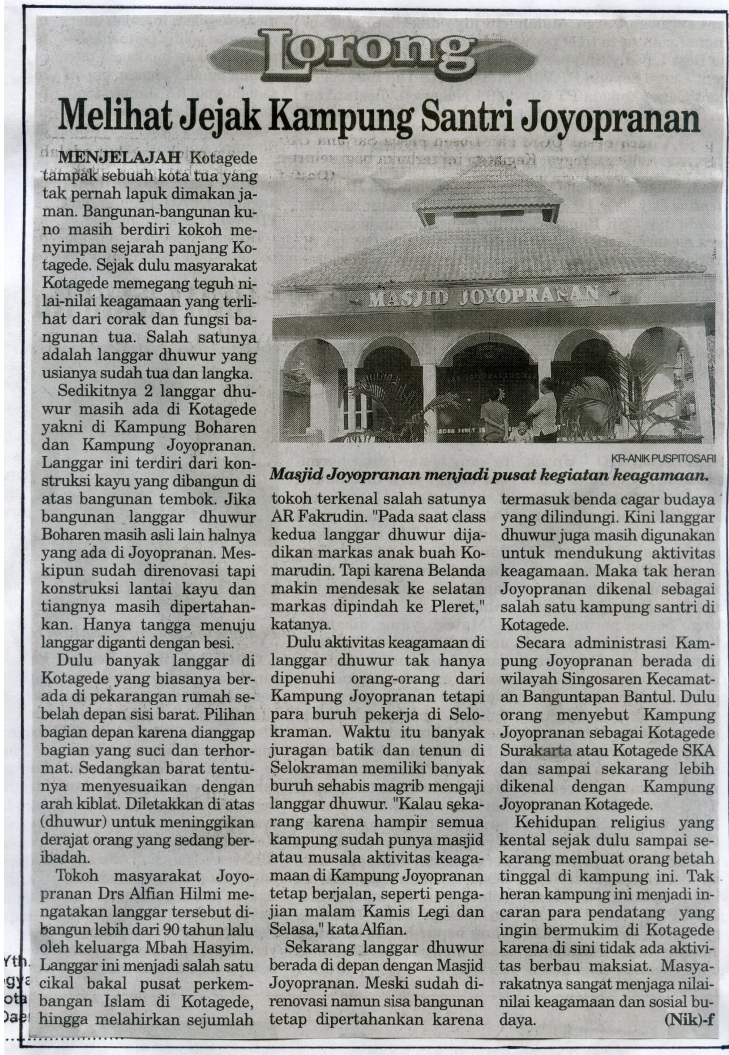 Lorong
Melihat Jejak Kampung Santri Joyopranan
MENJELAJAH Kotagede
tampak sebuah kota tua yang
tak pernah lapuk dimakan ja-
man. Bangunan-bangunan ku-
no masih berdiri kokoh me-
nyimpan sejarah panjang Ko-
tagede. Sejak dulu masyarakat
Kotagede memegang teguh ni-
lai-nilai keagamaan yang terli-
hat dari corak dan fungsi ba-
ngunan tua. Salah satunya
adalah langgar dhuwur yang
usianya sudah tua dan langka.
Sedikitnya 2 langgar dhu-
wur masih ada di Kotagede
yakni di Kampung Boharen
dan Kampung Joyopranan.
Langgar ini terdiri dari kon-
struksi kayu yang dibangun di
atas bangunan tembok. Jika
bangunan langgar dhuwur
Boharen masih asli lain halnya
yang ada di Joyopranan. Mes-
kipun sudah direnovasi tapi
konstruksi lantai kayu dan
tiangnya masih dipertahan-
kan. Hanya tangga menuju
langgar diganti dengan besi.
Dulu banyak langgar di
Kotagede yang biasanya ber-
ada di pekarangan rumah se-
belah depan sisi barat. Pilihan
bagian depan karena dianggap
bagian yang suci dan terhor-
mat. Sedangkan barat tentu-
nya menyesuaikan dengan
arah kiblat. Diletakkan di atas
(dhuwur) untuk meninggikan
derajat orang yang sedang ber-
ibadah.
Tokoh masyarakat Joyo-
pranan Drs Alfian Hilmi me-
ngatakan langgar tersebut di-
bangun lebih dari 90 tahun lalu
oleh keluarga Mbah Hasyim.
Langgar ini menjadi salah satu
cikal bakal pusat perkem-
bangan Islam di Kotagede,
hingga melahirkan sejumlah
MASJID JOYOPRANAN
KR-ANIK PUSPITOSARI
Masjid Joyopranan menjadi pusat kegiatan keagamaan.
tokoh terkenal salah satunya
AR Fakrudin. "Pada saat class
kedua langgar dhuwur dija-
dikan markas anak buah Ko-
marudin. Tapi karena Belanda
makin mendesak ke selatan
markas dipindah ke Pleret,"
katanya.
Dulu aktivitas keagamaan di
langgar dhuwur tak hanya
dipenuhi orang-orang dari
Kampung Joyopranan tetapi
para buruh pekerja di Selo-
kraman. Waktu itu banyak
juragan batik dan tenun di
Selokraman memiliki banyak
buruh sehabis magrib mengaji
langgar dhuwur. "Kalau seka-
rang karena hampir semua
kampung sudah punya masjid
atau musala aktivitas keaga-
maan di Kampung Joyopranan
tetap berjalan, seperti penga-
jian malam Kamis Legi dan
Selasa," kata Alfian.
Sekarang langgar dhuwur
berada di depan dengan Masjid
Joyopranan. Meski sudah di-
renovasi namun sisa bangunan
tetap dipertahankan karena
termasuk benda cagar budaya
yang dilindungi. Kini langgar
dhuwur juga masih digunakan
untuk mendukung aktivitas
keagamaan. Maka tak heran
Joyopranan dikenal sebagai
salah satu kampung santri di
Kotagede.
Secara administrasi Kam-
pung Joyopranan berada di
wilayah Singosaren Kecamat-
an Banguntapan Bantul. Dulu
orang menyebut Kampung
Joyopranan sebagai Kotagede
Surakarta atau Kotagede SKA
dan sampai sekarang lebih
dikenal dengan Kampung
Joyopranan Kotagede.
Kehidupan religius yang
kental sejak dulu sampai se-
karang membuat orang betah
tinggal di kampung ini. Tak
heran kampung ini menjadi in-
caran para pendatang yang
ingin bermukim di Kotagede
karena di sini tidak ada aktivi-
tas berbau maksiat. Masya-
rakatnya sangat menjaga nilai-
nilai keagamaan dan sosial bu-
daya. (Nik)-f
Yth.